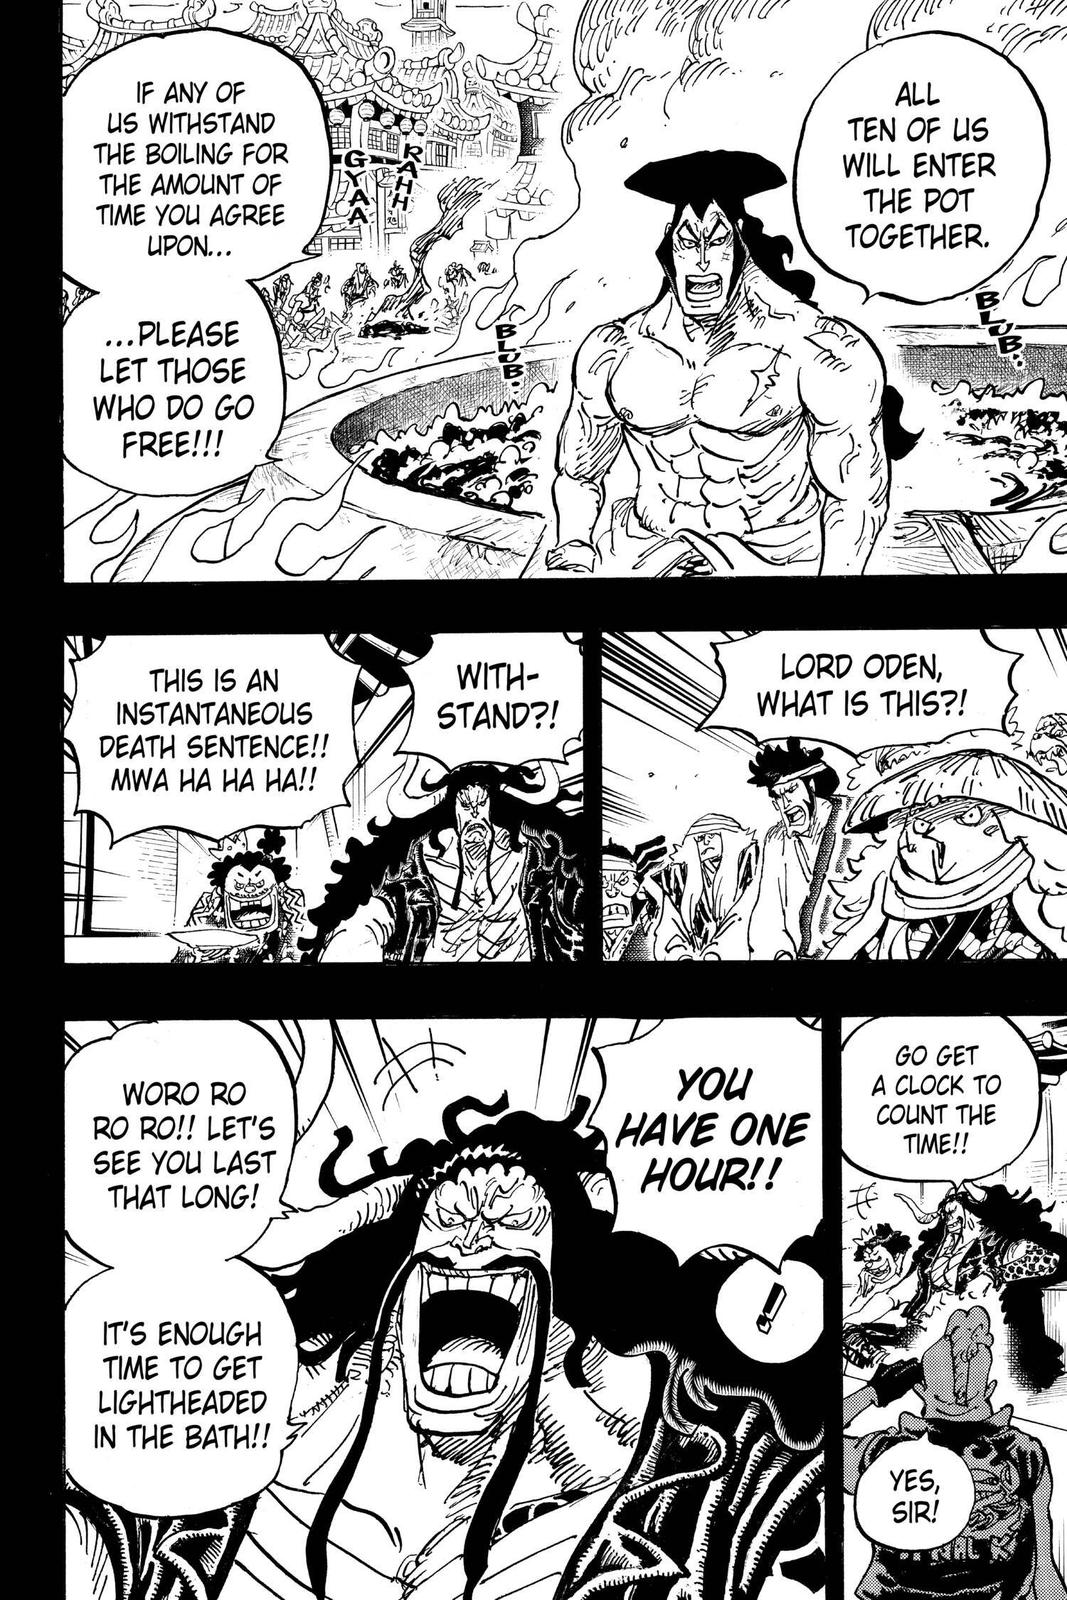 ALL
TEN OF US
WILL ENTER
THE POT
TOGETHER.
IF ANY OF
US WITHSTAND
THE BOILING FOR
THE AMOUNT OF
TIME YOU AGREE
UPON...
...PLEASE
LET THOSE
WHO DO GO
FREE!!!
RAHH
GYAA
BLUB.
BLUB.
LORD ODEN,
WHAT IS THIS?!
WITH-
STAND?!
THIS IS AN
INSTANTANEOUS
DEATH SENTENCE!!
MWA HA HA HA!!
GO GET
A CLOCK TO
COUNT THE
TIME!!
YES,
SIR!
YOU
HAVE ONE
HOUR!!
!
WORO RO
RO RO!! LET'S
SEE YOU LAST
THAT LONG!
IT'S ENOUGH
TIME TO GET
LIGHTHEADED
IN THE BATH!!